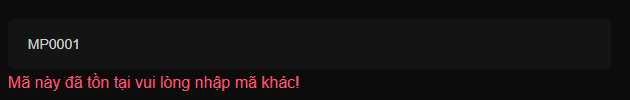 MP0001
Mã này đã tồn tại vui lòng nhập mã khác!